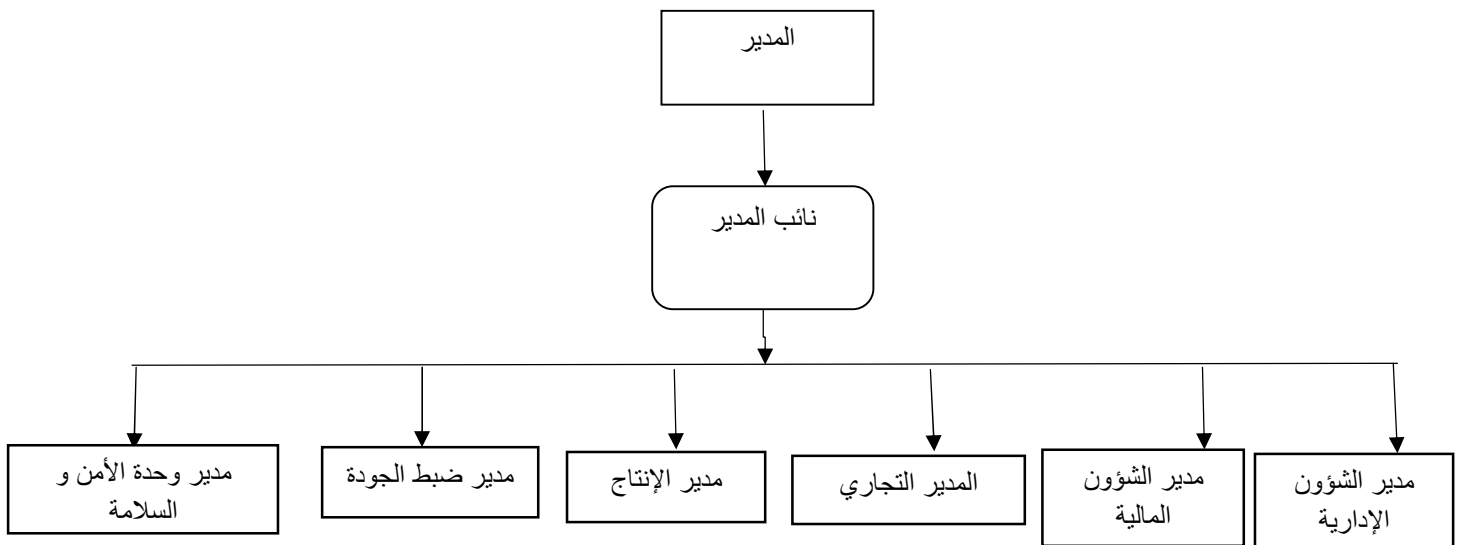 المدير
نائب المدير
مدير الشؤون
الإدارية
مدير الشؤون
المالية
المدير التجاري
مدير الإنتاج
مدير ضبط الجودة
مدير وحدة الأمن و
السلامة